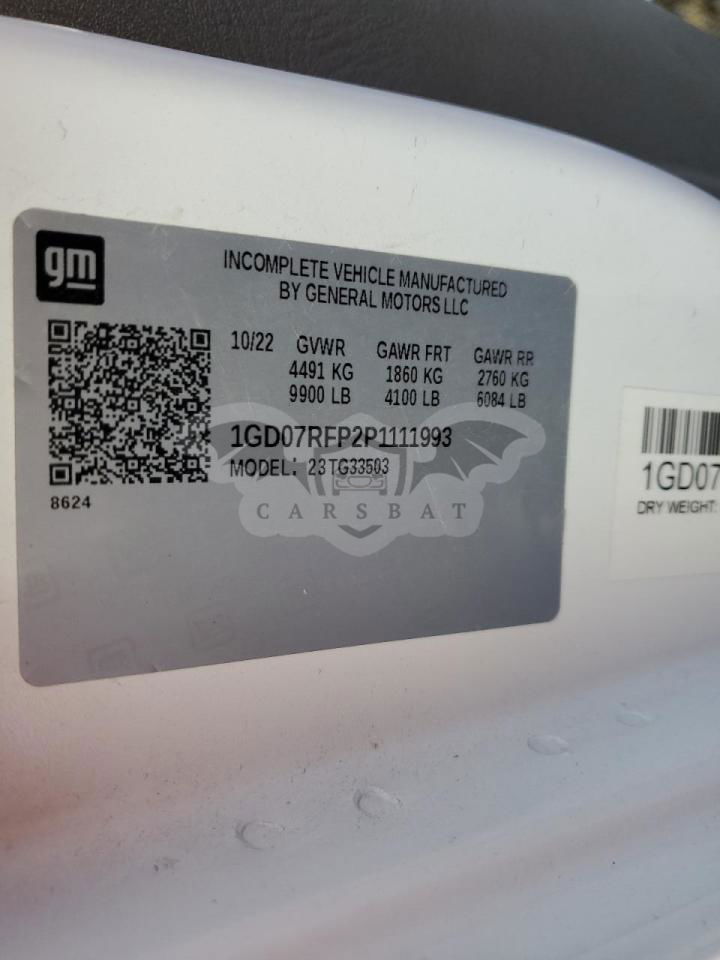 gm
INCOMPLETE VEHICLE MANUFACTURED
BY GENERAL MOTORS LLC
10/22 GVWR GAWR FRT GAWR RR
4491 KG 1860 KG 2760 KG
9900 LB 4100 LB 6084 LB
1GD07RFP2P1111993
MODEL: 23TG33503
8624
CARSBAT
1GD07
DRY WEIGHT: